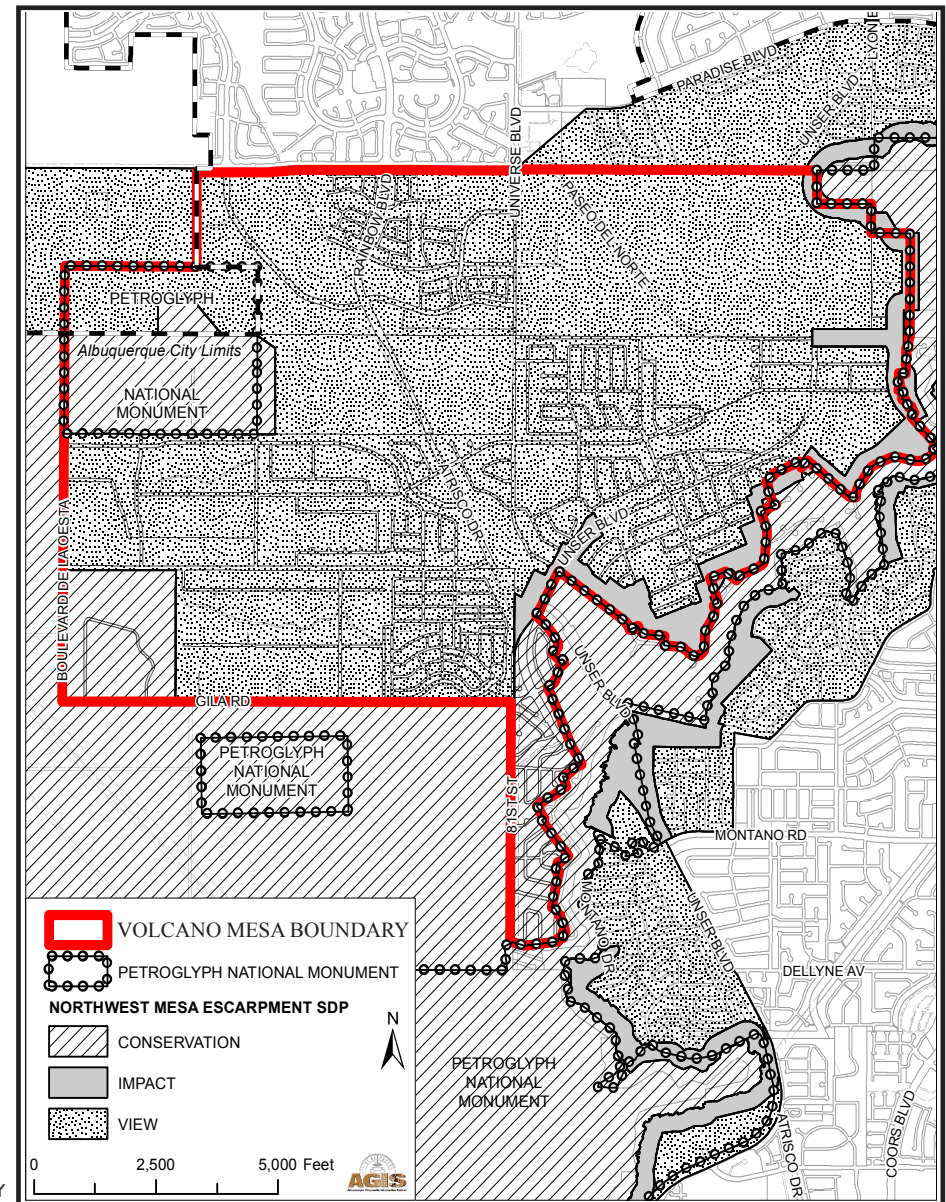 LYON
PARADISE BLVD
UNSER BLVD
UNIVERSE BLVD
RAINBOW BLVD
PASEO DEL NORTE
PETROGLYPH
Albuquerque City Limits
NATIONAL
MONUMENT
ATRISCO DR
BOULEVARD DE LA OESTA
UNSER BLVD
UNSER BLVD
GILA RD
PETROGLYPH
NATIONAL
MONUMENT
81ST ST
MONTANO RD
MONTANO DR
UNSER BLVD
DELLYNE AV
PETROGLYPH
NATIONAL
MONUMENT
ATRISCO DR
COORS BLVD
VOLCANO MESA BOUNDARY
PETROGLYPH NATIONAL MONUMENT
NORTHWEST MESA ESCARPMENT SDP
CONSERVATION
IMPACT
VIEW
N
0 2,500 5,000 Feet
AGIS
Y